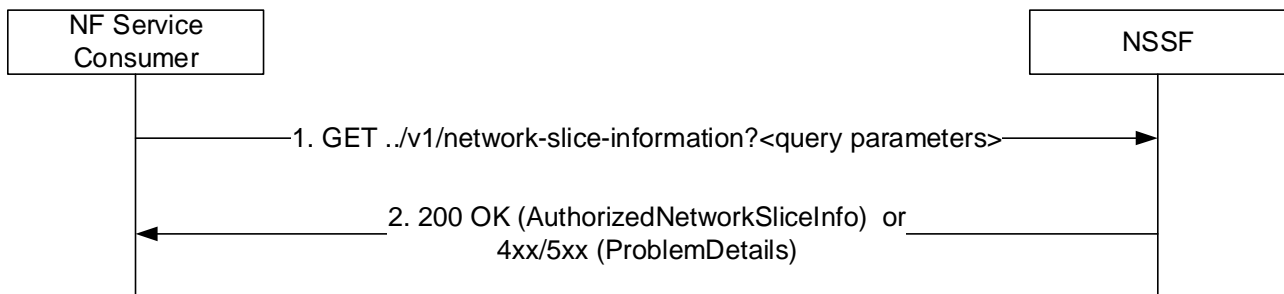 NF Service
Consumer
NSSF
1. GET ../v1/network-slice-information?<query parameters>
2. 200 OK (AuthorizedNetworkSliceInfo)  or
4xx/5xx (ProblemDetails)